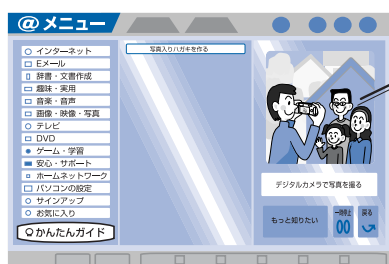 @メニュー
インターネット
Eメール
辞書・文書作成
趣味・実用
音楽・音声
画像・映像・写真
テレビ
DVD
ゲーム・学習
安心・サポート
ホームネットワーク
パソコンの設定
サインアップ
お気に入り
かんたんガイド
写真入りハガキを作る
デジタルカメラで写真を撮る
もっと知りたい
一時停止
戻る